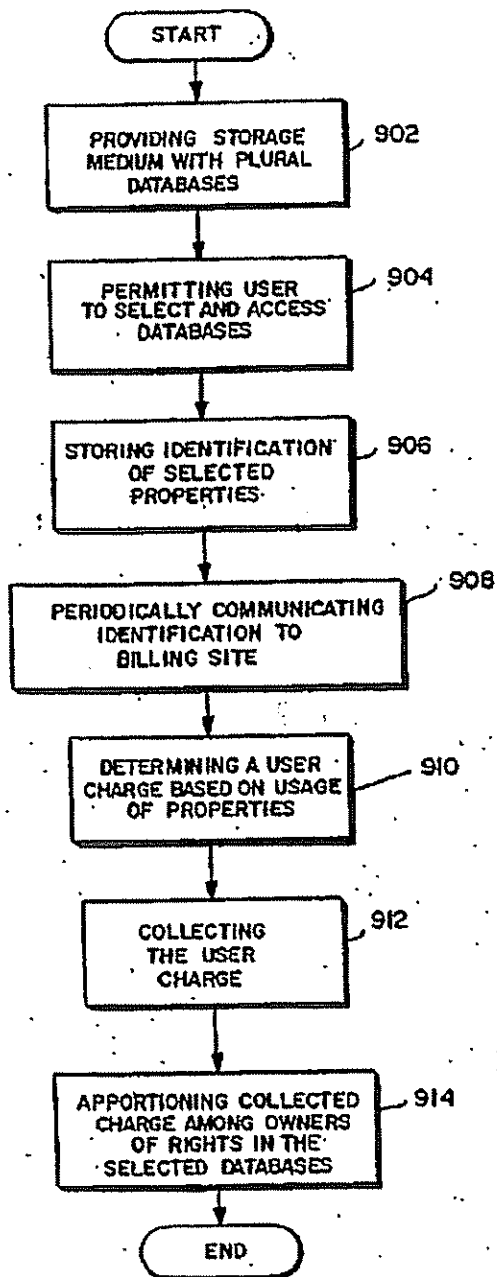 START
PROVIDING STORAGE
MEDIUM WITH PLURAL
DATABASES
902
PERMITTING USER
TO SELECT AND ACCESS
DATABASES
904
STORING IDENTIFICATION
OF SELECTED
PROPERTIES
906
PERIODICALLY COMMUNICATING
IDENTIFICATION TO
BILLING SITE
908
DETERMINING A USER
CHARGE BASED ON USAGE
OF PROPERTIES
910
COLLECTING
THE USER
CHARGE
912
APPORTIONING COLLECTED
CHARGE AMONG OWNERS
OF RIGHTS IN THE
SELECTED DATABASES
914
END